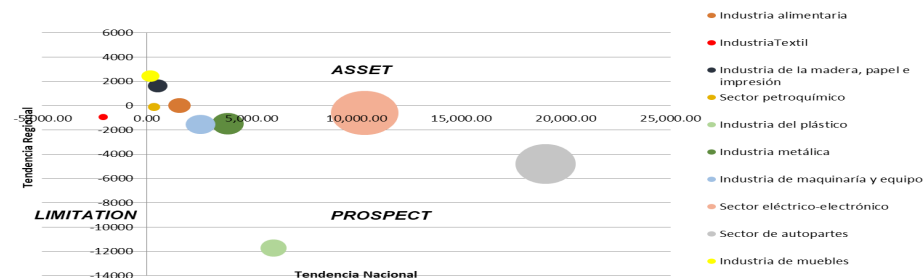 6000
4000
2000
0
-2000
-4000
-6000
-8000
-10000
-12000
-14000
-5,000.00 0.00 5,000.00 10,000.00 15,000.00 20,000.00 25,000.00
Tendencia Regional
ASSET
LIMITATION
PROSPECT
Tendencia Nacional
Industria alimentaria
IndustriaTextil
Industria de la madera, papel e
impresión
Sector petroquímico
Industria del plástico
Industria metálica
Industria de maquinaría y equipo
Sector eléctrico-electrónico
Sector de autopartes
Industria de muebles